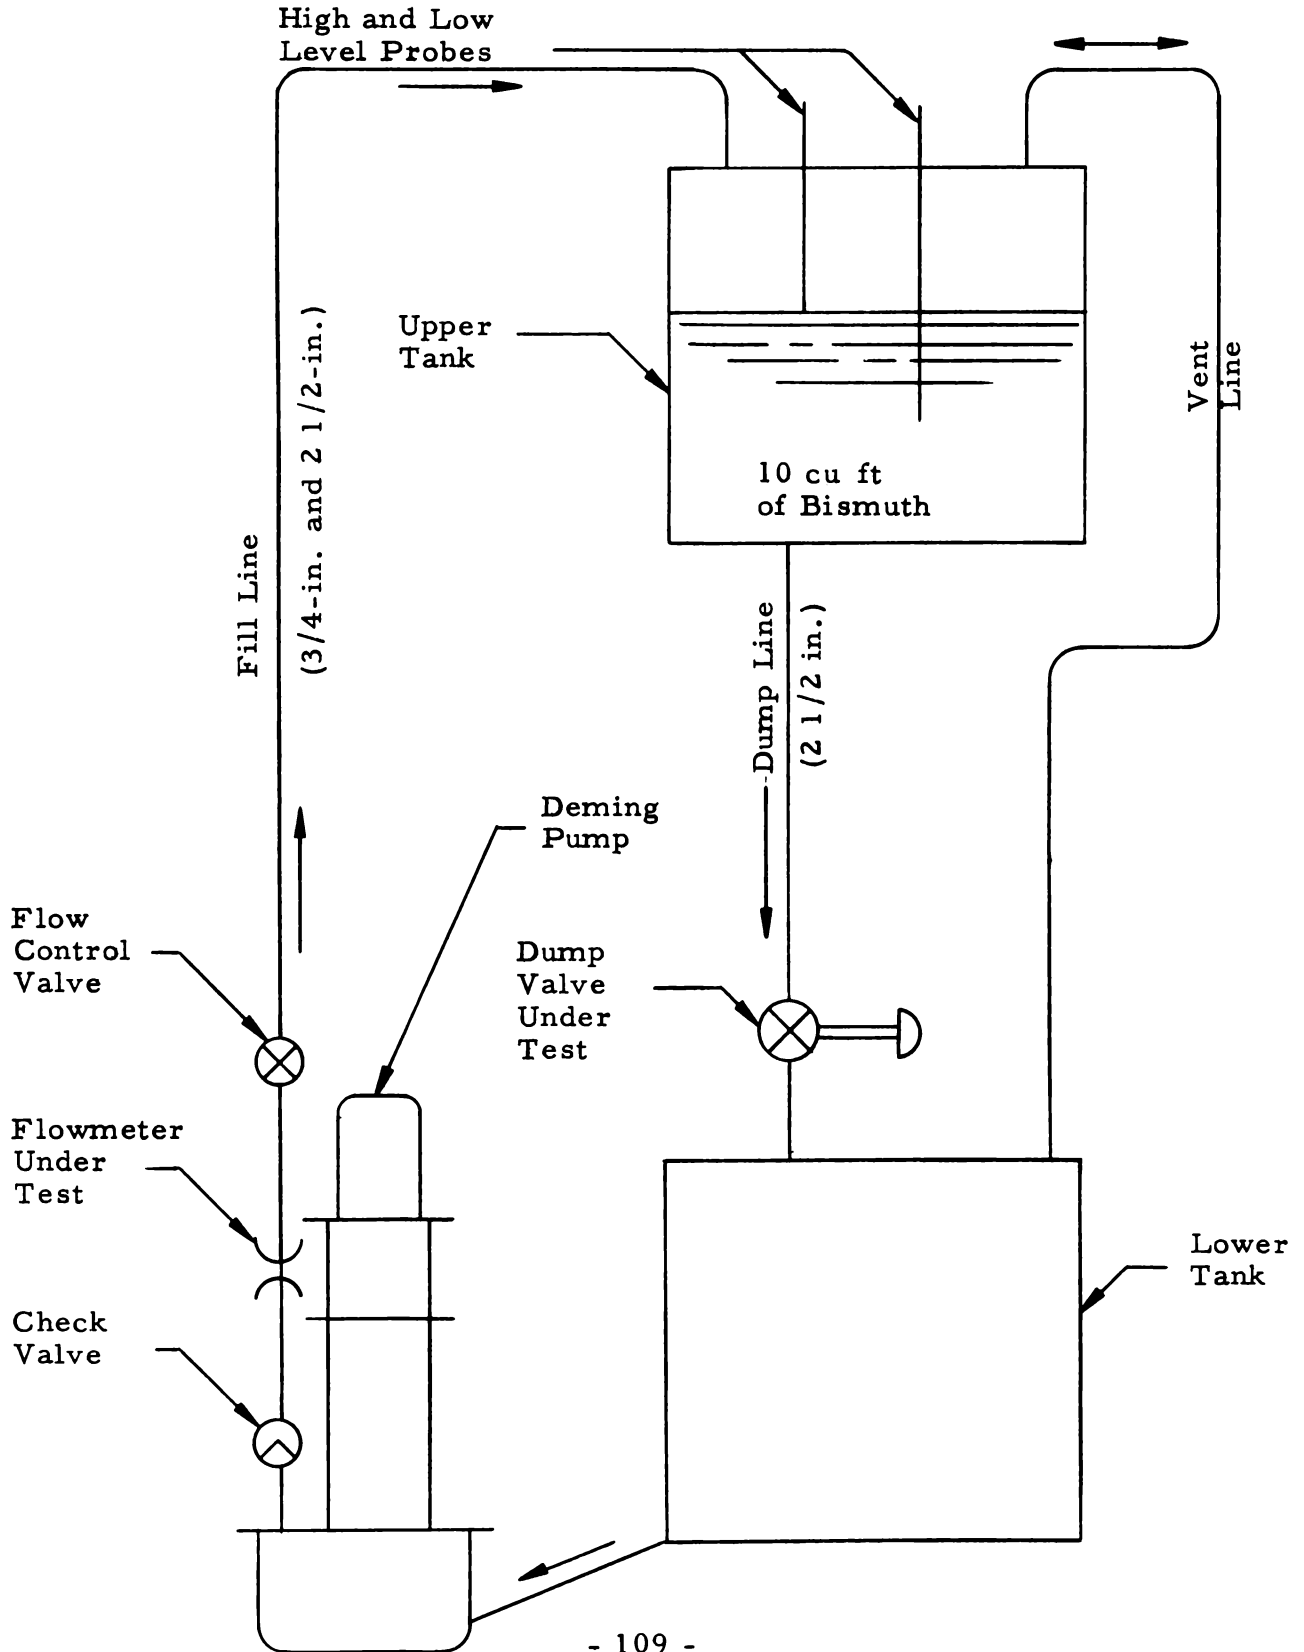 High and Low
Level Probes
Upper
Tank
Vent
Line
(3/4-in. and 2 1/2-in.)
Fill Line
10 cu ft
of Bismuth
Dump Line
(2 1/2 in.)
Deming
Pump
Flow
Control
Valve
Dump
Valve
Under
Test
Flowmeter
Under
Test
Lower
Tank
Check
Valve
- 109 -